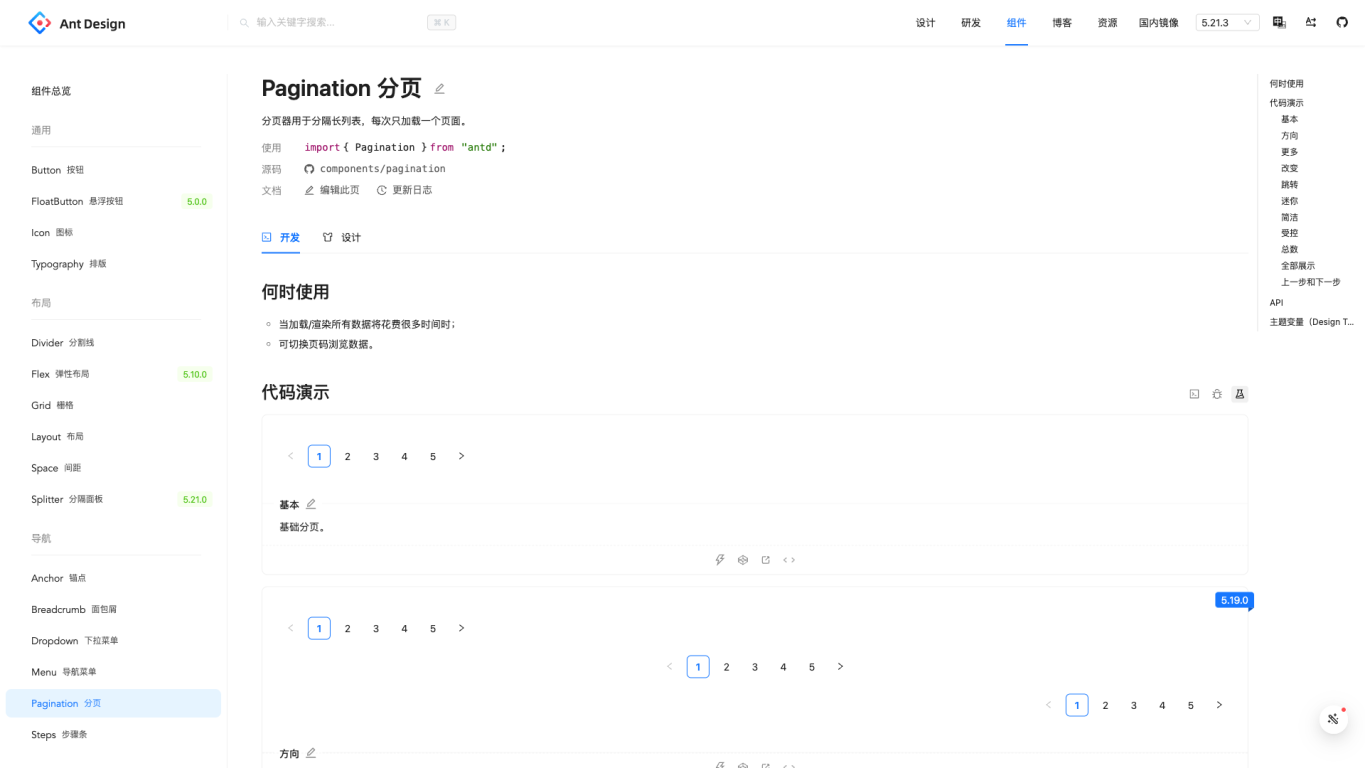 Ant Design
输入关键字搜索...
⌘ K
设计
研发
组件
博客
资源
国内镜像
5.21.3
组件总览
通用
Button 按钮
FloatButton 悬浮按钮 5.0.0
Icon 图标
Typography 排版
布局
Divider 分割线
Flex 弹性布局 5.10.0
Grid 栅格
Layout 布局
Space 间距
Splitter 分隔面板 5.21.0
导航
Anchor 锚点
Breadcrumb 面包屑
Dropdown 下拉菜单
Menu 导航菜单
Pagination 分页
Steps 步骤条
Pagination 分页
分页器用于分隔长列表，每次只加载一个页面。
使用 import { Pagination } from "antd";
源码 components/pagination
文档 编辑此页 更新日志
开发 设计
何时使用
当加载/渲染所有数据将花费很多时间时；
可切换页码浏览数据。
代码演示
1 2 3 4 5
基本
基础分页。
5.19.0
1 2 3 4 5
1 2 3 4 5
1 2 3 4 5
方向
何时使用
代码演示
基本
方向
更多
改变
跳转
迷你
简洁
受控
总数
全部展示
上一步和下一步
API
主题变量（Design T...